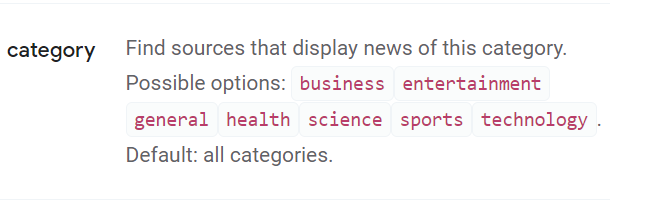 category
Find sources that display news of this category.
Possible options: business entertainment
general health science sports technology.
Default: all categories.